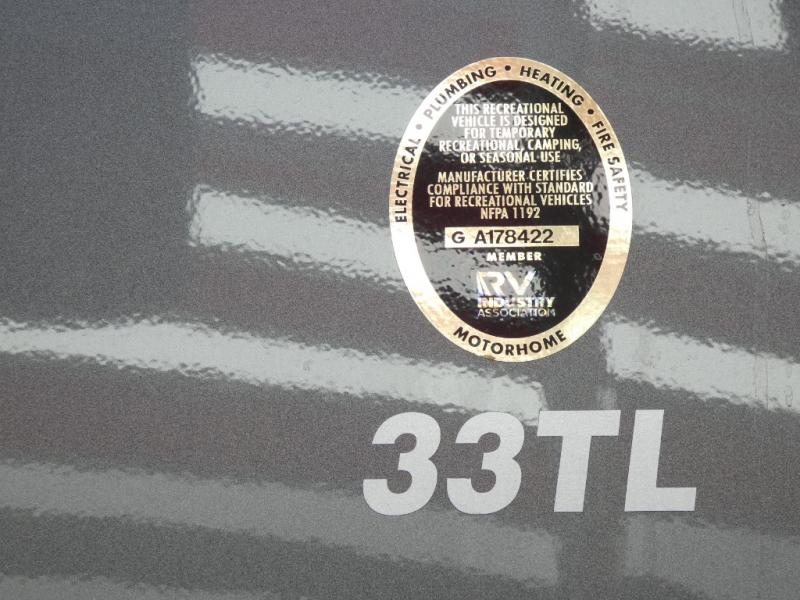 ELECTRICAL • PLUMBING • HEATING • FIRE SAFETY
THIS RECREATIONAL
VEHICLE IS DESIGNED
FOR TEMPORARY
RECREATIONAL, CAMPING,
OR SEASONAL USE
MANUFACTURER CERTIFIES
COMPLIANCE WITH STANDARD
FOR RECREATIONAL VEHICLES
NFPA 1192
G A178422
MEMBER
RV
INDUSTRY
ASSOCIATION
MOTORHOME
33TL